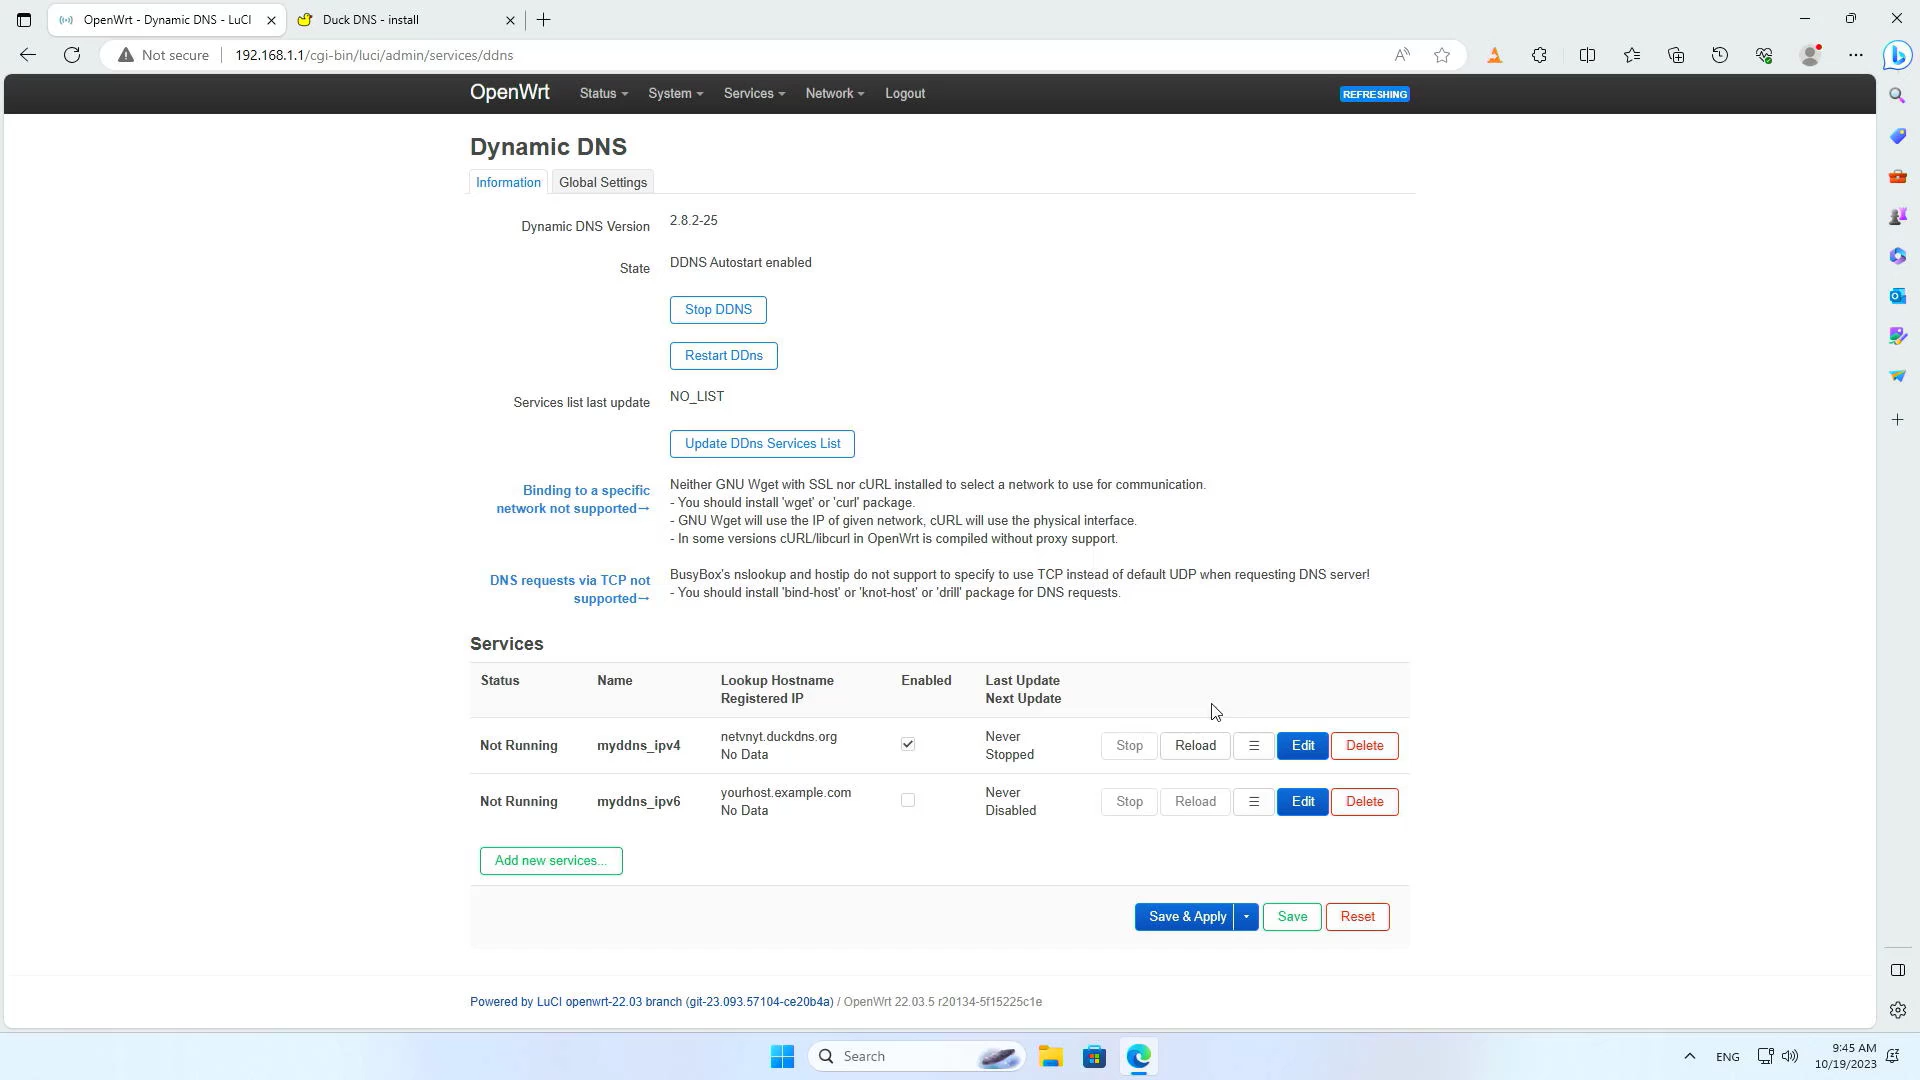 OpenWrt - Dynamic DNS - LuCI
Duck DNS - install
Not secure
192.168.1.1/cgi-bin/luci/admin/services/ddns
OpenWrt
Status
System
Services
Network
Logout
REFRESHING
Dynamic DNS
Information
Global Settings
Dynamic DNS Version
2.8.2-25
State
DDNS Autostart enabled
Stop DDNS
Restart DDns
Services list last update
NO_LIST
Update DDns Services List
Binding to a specific
network not supported→
Neither GNU Wget with SSL nor cURL installed to select a network to use for communication.
- You should install 'wget' or 'curl' package.
- GNU Wget will use the IP of given network, cURL will use the physical interface.
- In some versions cURL/libcurl in OpenWrt is compiled without proxy support.
DNS requests via TCP not
supported→
BusyBox's nslookup and hostip do not support to specify to use TCP instead of default UDP when requesting DNS server!
- You should install 'bind-host' or 'knot-host' or 'drill' package for DNS requests.
Services
Status
Name
Lookup Hostname
Registered IP
Enabled
Last Update
Next Update
Not Running
myddns_ipv4
netvnyt.duckdns.org
No Data
Never
Stopped
Stop
Reload
Edit
Delete
Not Running
myddns_ipv6
yourhost.example.com
No Data
Never
Disabled
Stop
Reload
Edit
Delete
Add new services...
Save & Apply
Save
Reset
Powered by LuCI openwrt-22.03 branch (git-23.093.57104-ce20b4a) / OpenWrt 22.03.5 r20134-5f15225c1e
Search
ENG
9:45 AM
10/19/2023